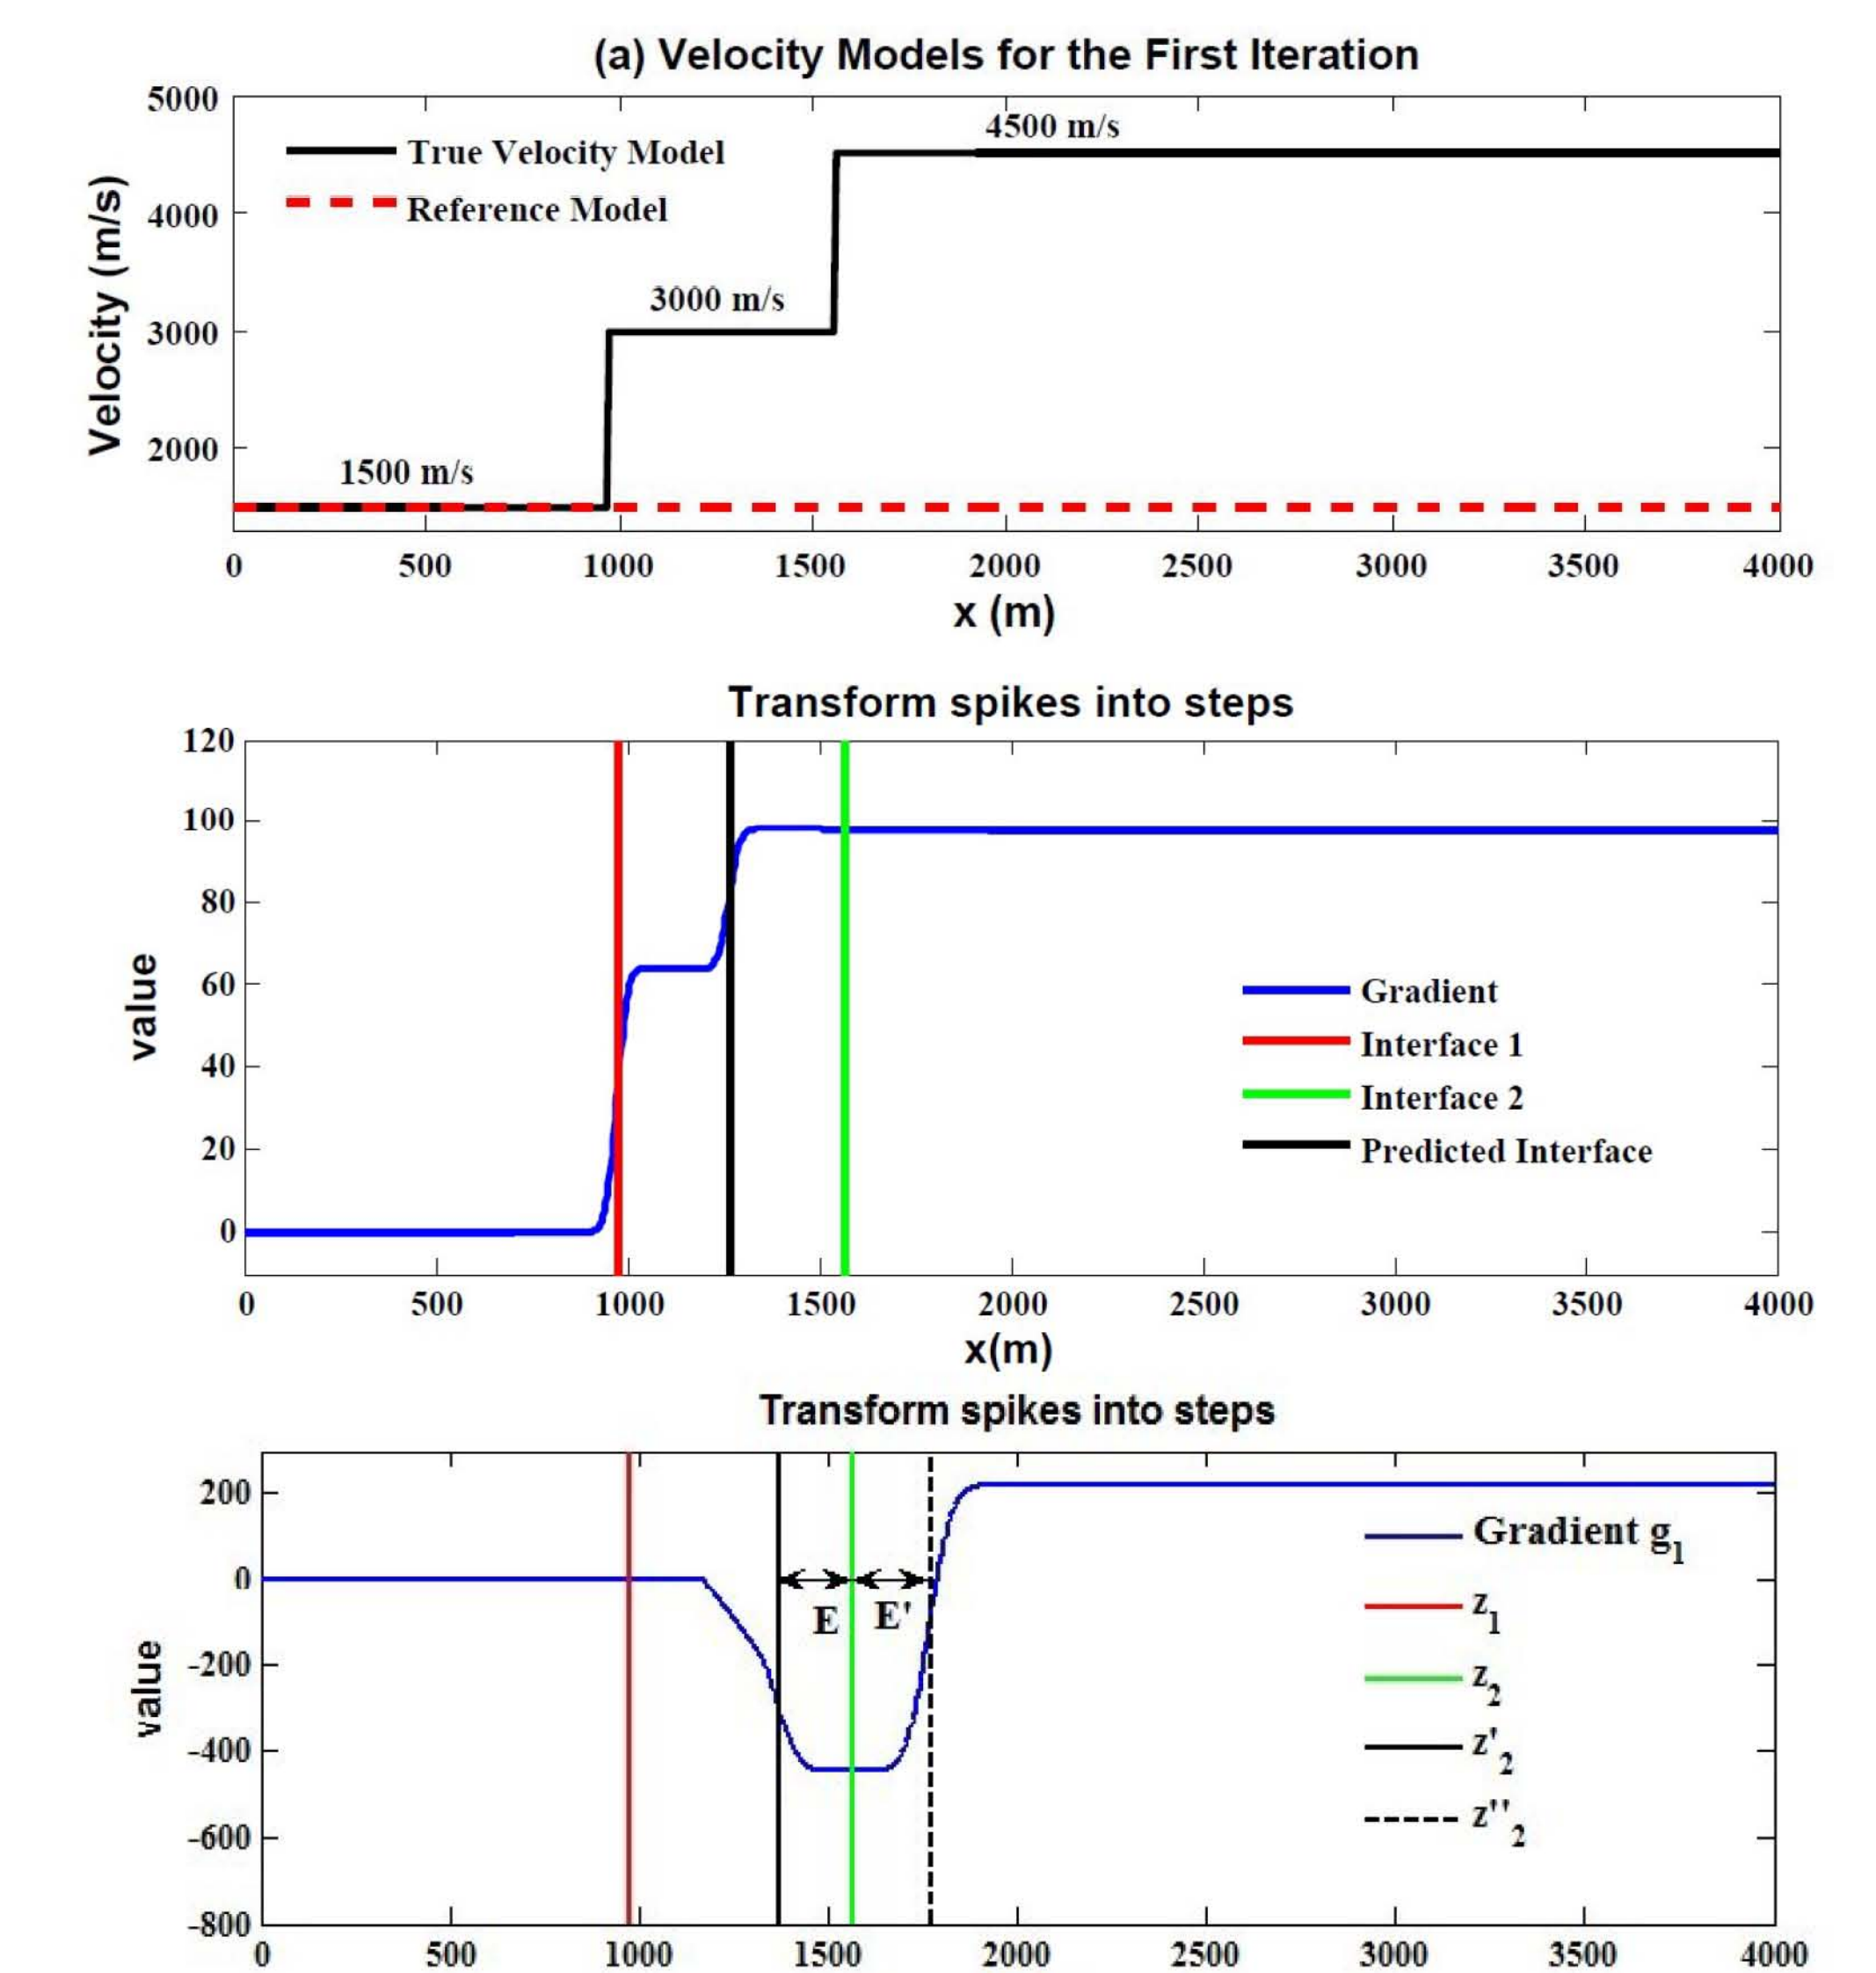 (a) Velocity Models for the First Iteration
5000
4000
3000
2000
Velocity (m/s)
True Velocity Model
Reference Model
4500 m/s
3000 m/s
1500 m/s
0 500 1000 1500 2000 2500 3000 3500 4000
x (m)
Transform spikes into steps
120
100
80
60
40
20
0
value
Gradient
Interface 1
Interface 2
Predicted Interface
0 500 1000 1500 2000 2500 3000 3500 4000
x(m)
Transform spikes into steps
200
0
-200
-400
-600
-800
value
E E'
Gradient g1
z1
z2
z'2
z''2
0 500 1000 1500 2000 2500 3000 3500 4000